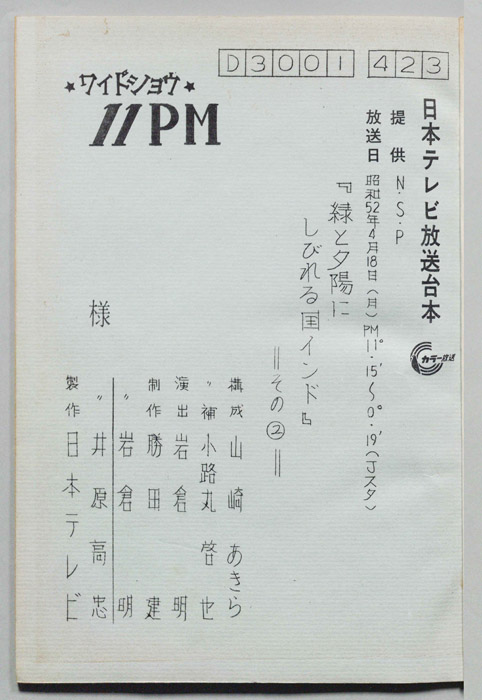 D3001 423
★ワイドショウ★
11PM
日本テレビ放送台本
カラー放送
提供 N・S・P
放送日 昭和52年4月18日(月)PM11°・15′〜0°・19′(Jスタ)
『緑と夕陽に
しびれる国インド』
＝その②＝
様
構成 山崎あきら
〃補 小路丸啓也
演出 岩倉明
制作 勝田建
〃 岩倉明
〃 井原高忠
製作 日本テレビ